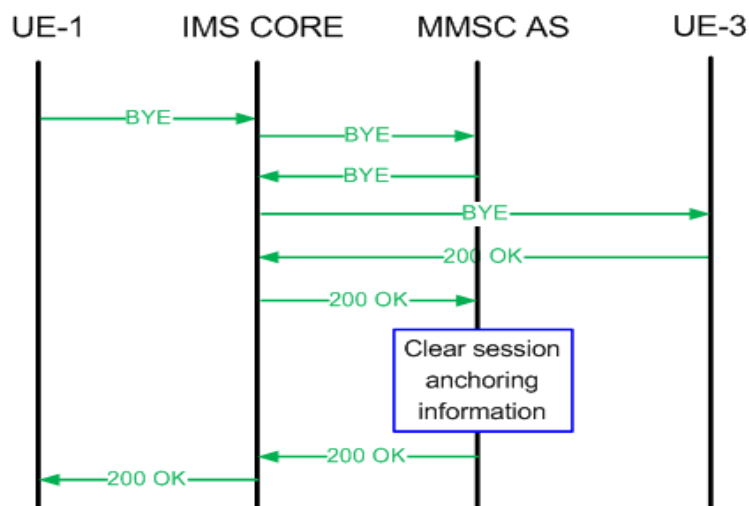 UE-1 IMS CORE MMSC AS UE-3
BYE
BYE
BYE
BYE
200 OK
200 OK
Clear session
anchoring
information
200 OK
200 OK